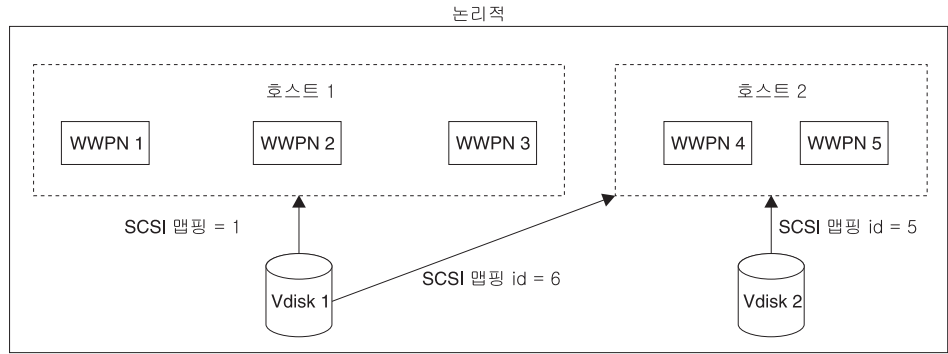 논리적
호스트 1
호스트 2
WWPN 1
WWPN 2
WWPN 3
WWPN 4
WWPN 5
SCSI 맵핑 = 1
SCSI 맵핑 id = 5
SCSI 맵핑 id = 6
Vdisk 1
Vdisk 2